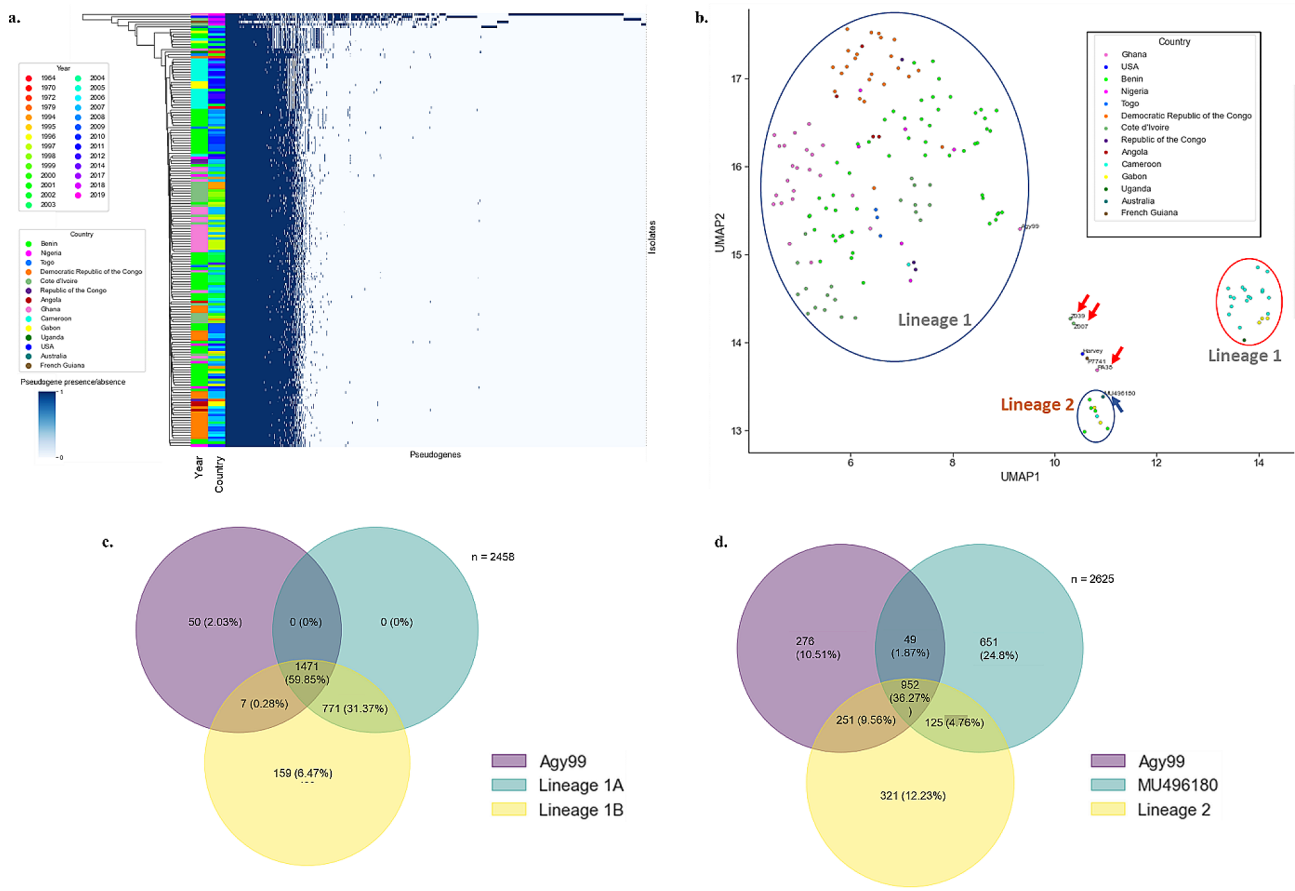 a.
Year
1964
1970
1972
1979
1994
1995
1996
1997
1998
1999
2000
2001
2002
2003
2004
2005
2006
2007
2008
2009
2010
2011
2012
2014
2017
2018
2019
Country
Benin
Nigeria
Togo
Democratic Republic of the Congo
Cote d'Ivoire
Republic of the Congo
Angola
Ghana
Cameroon
Gabon
Uganda
USA
Australia
French Guiana
Pseudogene presence/absence
1
0
Year
Country
Pseudogenes
Isolates
b.
UMAP2
17
16
15
14
13
6
8
10
12
14
UMAP1
Country
Ghana
USA
Benin
Nigeria
Togo
Democratic Republic of the Congo
Cote d'Ivoire
Republic of the Congo
Angola
Cameroon
Gabon
Uganda
Australia
French Guiana
Agy99
Lineage 1
Z039
Z007
Harvey
P7741
PA38
MU496180
Lineage 2
Lineage 1
c.
n = 2458
50 (2.03%)
0 (0%)
0 (0%)
1471
(59.85%)
7 (0.28%)
771 (31.37%)
159 (6.47%)
Agy99
Lineage 1A
Lineage 1B
d.
n = 2625
276
(10.51%)
49
(1.87%)
651
(24.8%)
952
(36.27%
)
251 (9.56%)
125 (4.76%)
321 (12.23%)
Agy99
MU496180
Lineage 2